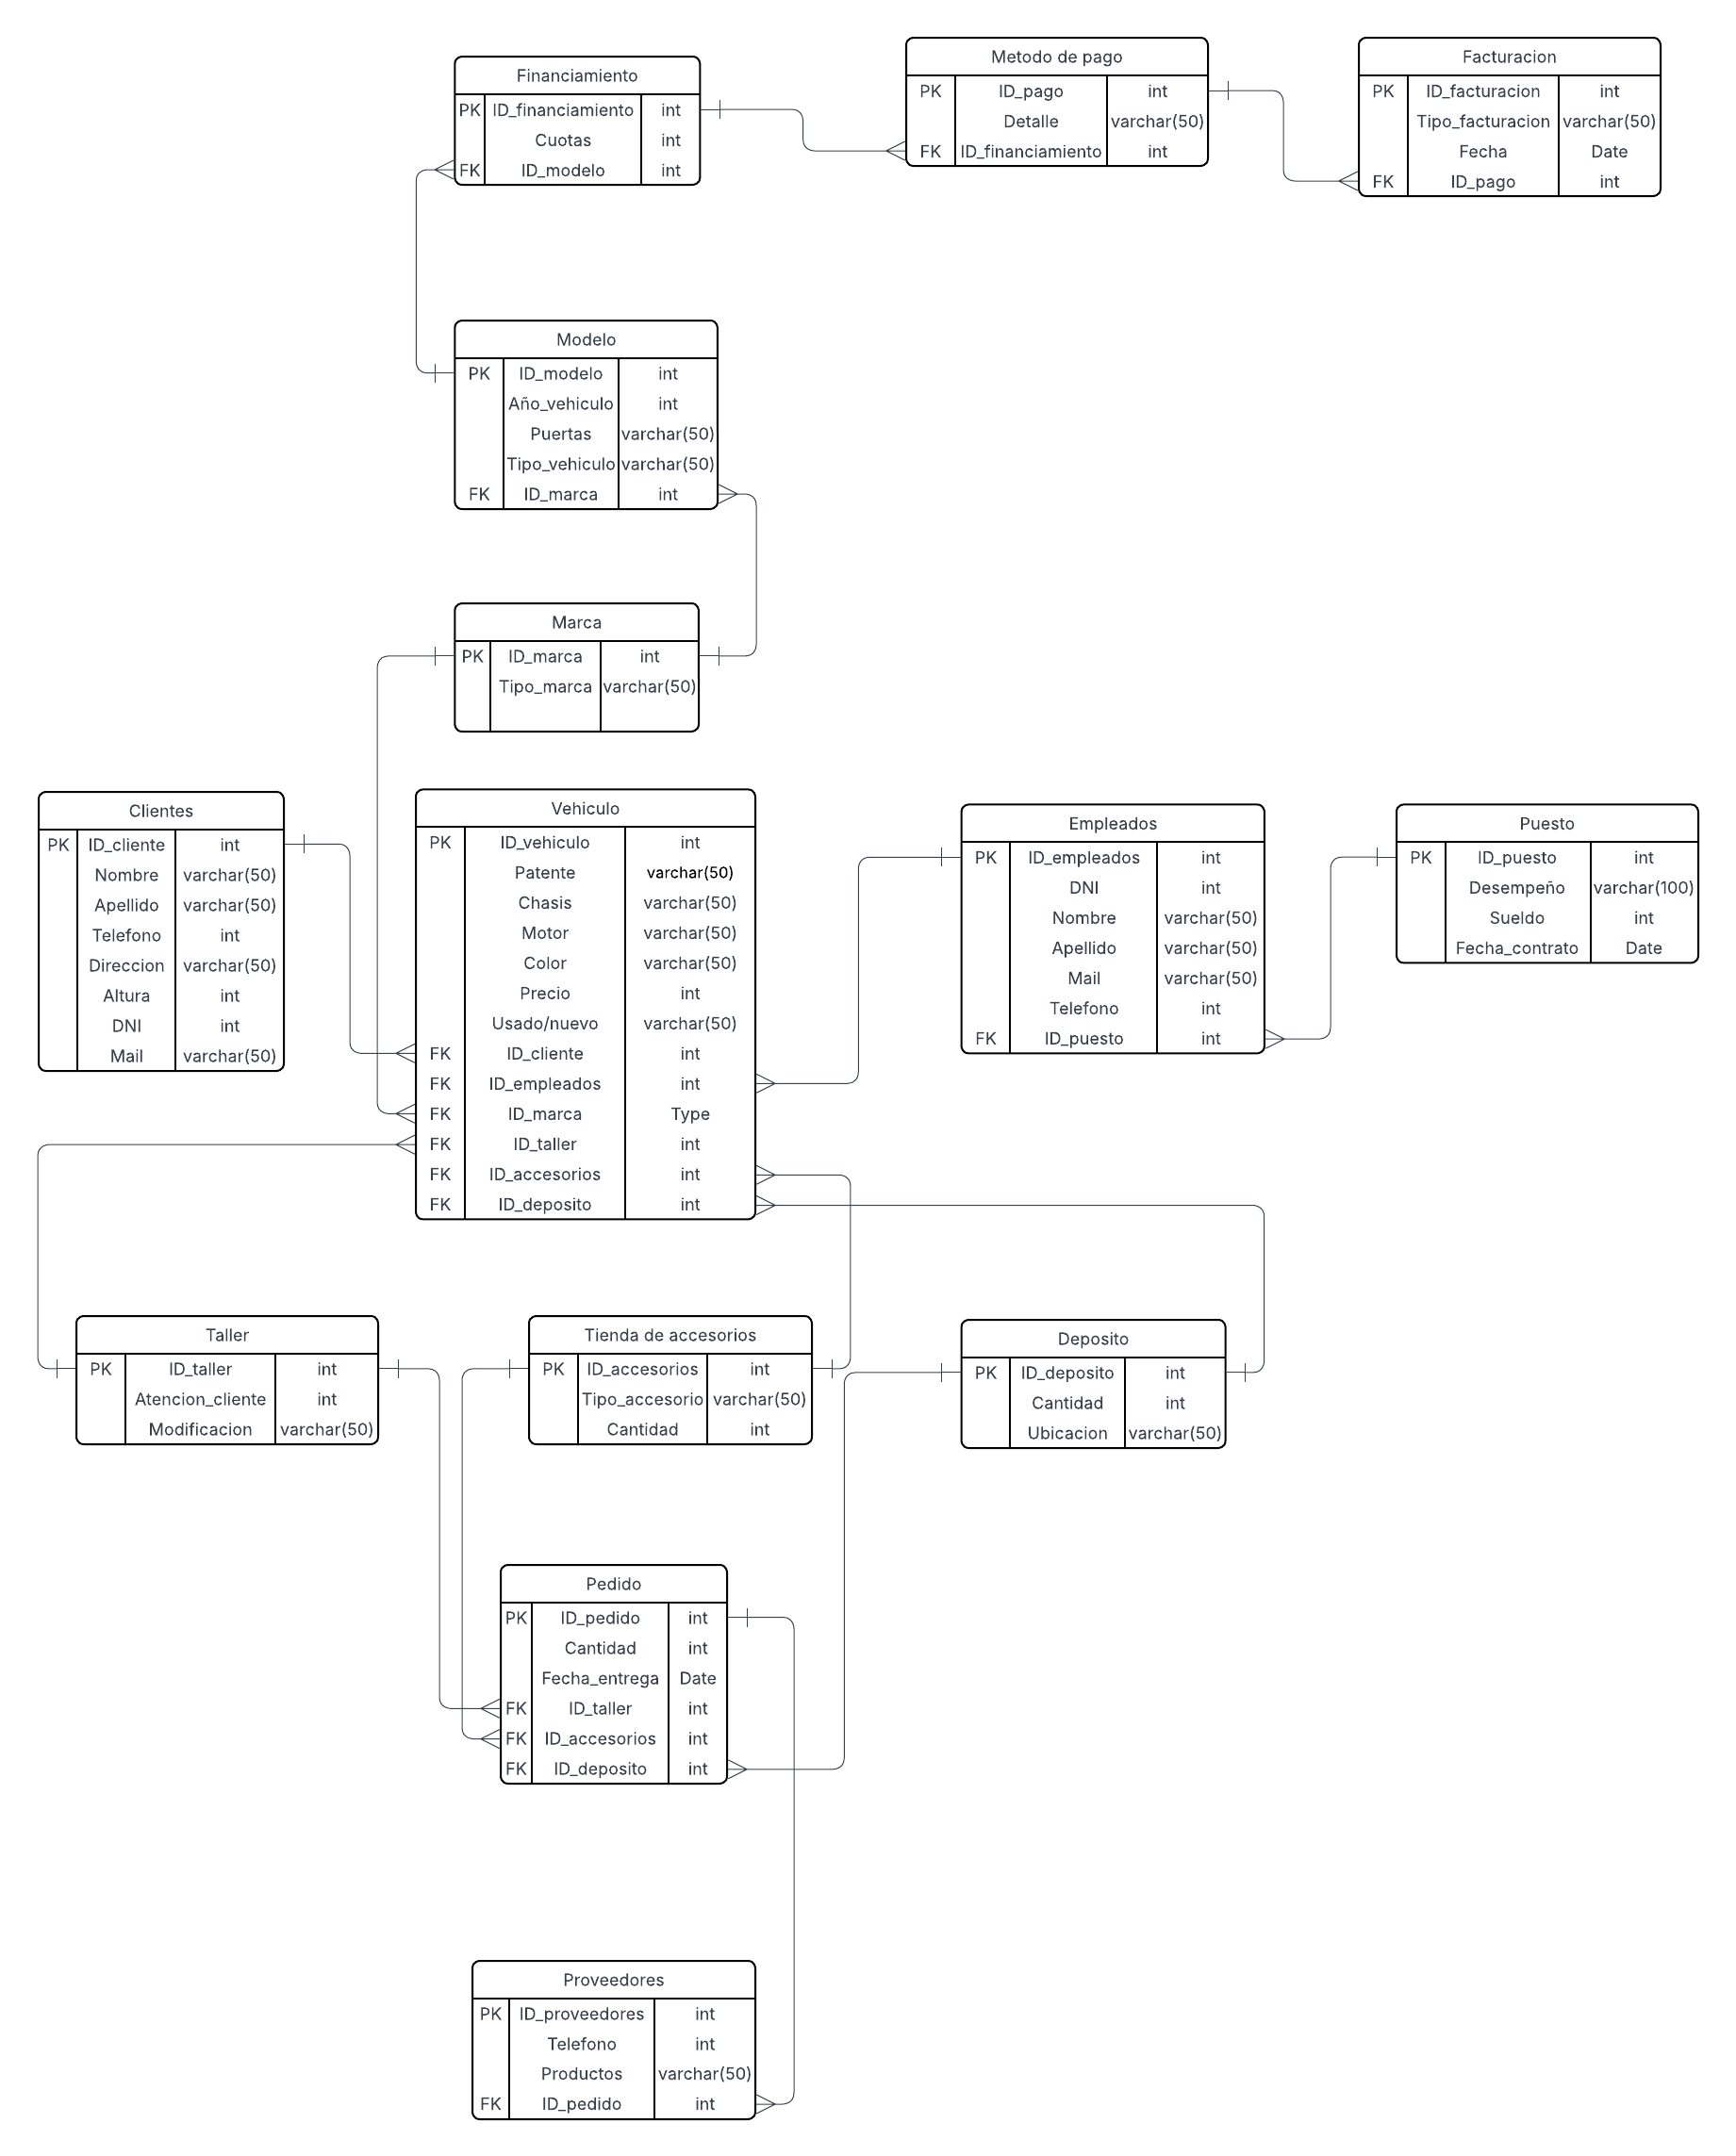 Financiamiento
PK ID_financiamiento int
Cuotas int
FK ID_modelo int
Metodo de pago
PK ID_pago int
Detalle varchar(50)
FK ID_financiamiento int
Facturacion
PK ID_facturacion int
Tipo_facturacion varchar(50)
Fecha Date
FK ID_pago int
Modelo
PK ID_modelo int
Año_vehiculo int
Puertas varchar(50)
Tipo_vehiculo varchar(50)
FK ID_marca int
Marca
PK ID_marca int
Tipo_marca varchar(50)
Clientes
PK ID_cliente int
Nombre varchar(50)
Apellido varchar(50)
Telefono int
Direccion varchar(50)
Altura int
DNI int
Mail varchar(50)
Vehiculo
PK ID_vehiculo int
Patente varchar(50)
Chasis varchar(50)
Motor varchar(50)
Color varchar(50)
Precio int
Usado/nuevo varchar(50)
FK ID_cliente int
FK ID_empleados int
FK ID_marca Type
FK ID_taller int
FK ID_accesorios int
FK ID_deposito int
Empleados
PK ID_empleados int
DNI int
Nombre varchar(50)
Apellido varchar(50)
Mail varchar(50)
Telefono int
FK ID_puesto int
Puesto
PK ID_puesto int
Desempeño varchar(100)
Sueldo int
Fecha_contrato Date
Taller
PK ID_taller int
Atencion_cliente int
Modificacion varchar(50)
Tienda de accesorios
PK ID_accesorios int
Tipo_accesorio varchar(50)
Cantidad int
Deposito
PK ID_deposito int
Cantidad int
Ubicacion varchar(50)
Pedido
PK ID_pedido int
Cantidad int
Fecha_entrega Date
FK ID_taller int
FK ID_accesorios int
FK ID_deposito int
Proveedores
PK ID_proveedores int
Telefono int
Productos varchar(50)
FK ID_pedido int